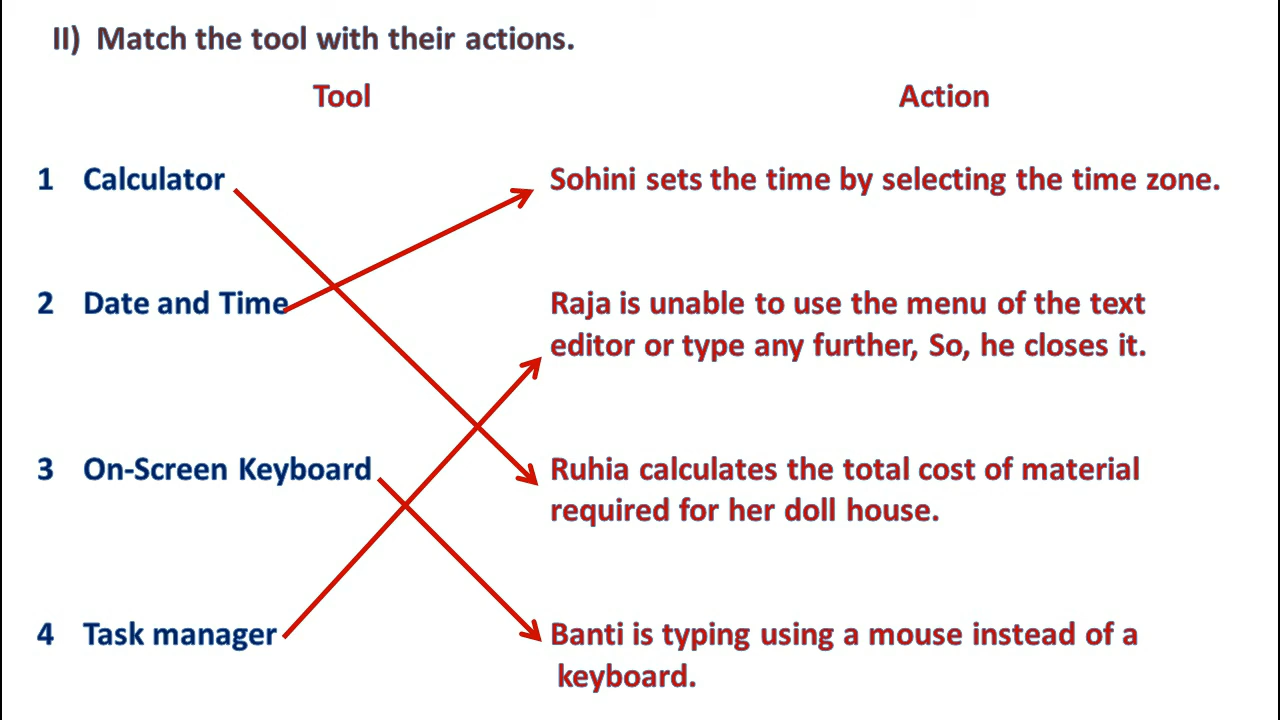 II) Match the tool with their actions.
Tool Action
1 Calculator Sohini sets the time by selecting the time zone.
2 Date and Time Raja is unable to use the menu of the text
editor or type any further, So, he closes it.
3 On-Screen Keyboard Ruhia calculates the total cost of material
required for her doll house.
4 Task manager Banti is typing using a mouse instead of a
keyboard.